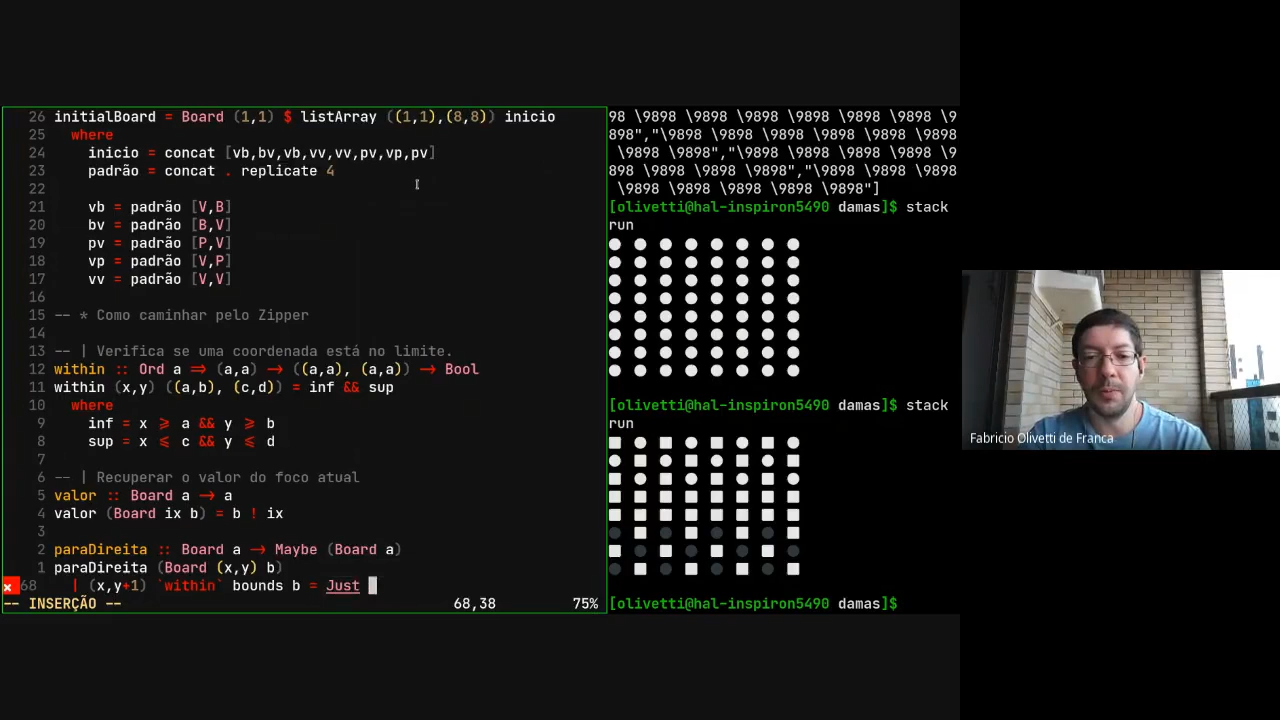 26 initialBoard = Board (1,1) $ listArray ((1,1),(8,8)) inicio
25 where
24 inicio = concat [vb,bv,vb,vv,vv,pv,vp,pv]
23 padrão = concat . replicate 4
22
21 vb = padrão [V,B]
20 bv = padrão [B,V]
19 pv = padrão [P,V]
18 vp = padrão [V,P]
17 vv = padrão [V,V]
16
15 -- * Como caminhar pelo Zipper
14
13 -- | Verifica se uma coordenada está no limite.
12 within :: Ord a => (a,a) -> ((a,a), (a,a)) -> Bool
11 within (x,y) ((a,b), (c,d)) = inf && sup
10 where
9 inf = x >= a && y >= b
8 sup = x <= c && y <= d
7
6 -- | Recuperar o valor do foco atual
5 valor :: Board a -> a
4 valor (Board ix b) = b ! ix
3
2 paraDireita :: Board a -> Maybe (Board a)
1 paraDireita (Board (x,y) b)
x 68 | (x,y+1) `within` bounds b = Just
-- INSERÇÃO -- 68,38 75%
98 \9898 \9898 \9898 \9898 \9898 \9898 \9
898","\9898 \9898 \9898 \9898 \9898 \9898
\9898 \9898","\9898 \9898 \9898 \9898 \9
898 \9898 \9898 \9898","\9898 \9898 \9898
\9898 \9898 \9898 \9898 \9898"]
[olivetti@hal-inspiron5490 damas]$ stack
run
[olivetti@hal-inspiron5490 damas]$ stack
run
[olivetti@hal-inspiron5490 damas]$
Fabricio Olivetti de Franca